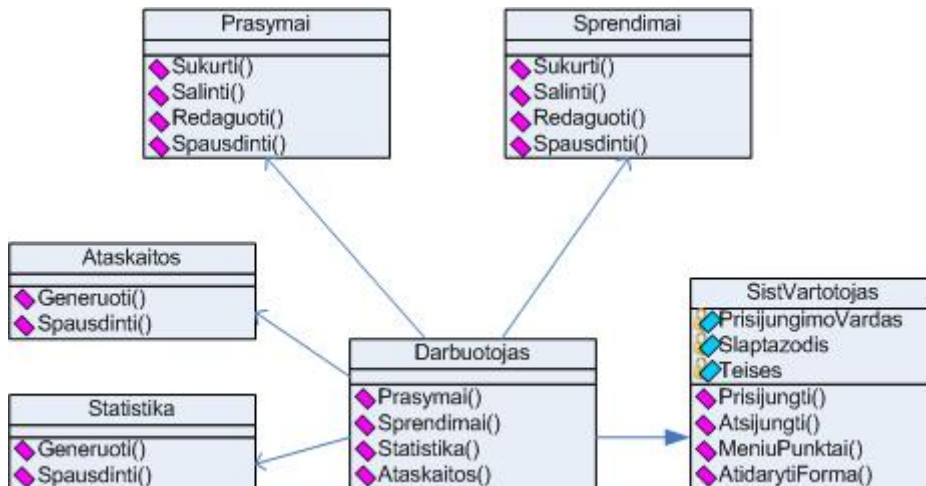 Prasymai
Sukurti()
Salinti()
Redaguoti()
Spausdinti()
Sprendimai
Sukurti()
Salinti()
Redaguoti()
Spausdinti()
Ataskaitos
Generuoti()
Spausdinti()
Statistika
Generuoti()
Spausdinti()
Darbuotojas
Prasymai()
Sprendimai()
Statistika()
Ataskaitos()
SistVartotojas
PrisijungimoVardas
Slaptazodis
Teises
Prisijungti()
Atsijungti()
MeniuPunktai()
AtidarytiForma()